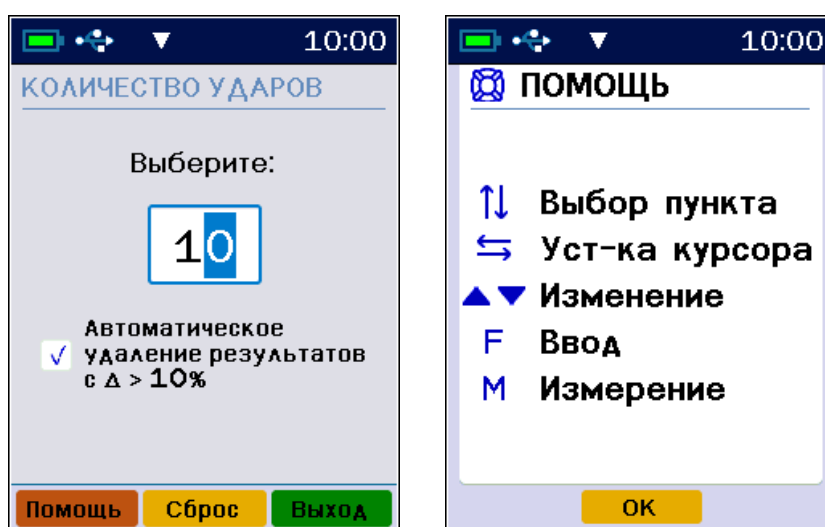 10:00
КОЛИЧЕСТВО УДАРОВ
Выберите:
10
✓ Автоматическое
удаление результатов
с Δ > 10%
Помощь Сброс Выход
10:00
ПОМОЩЬ
↑↓ Выбор пункта
⇆ Уст-ка курсора
▲▼ Изменение
F Ввод
M Измерение
ОК